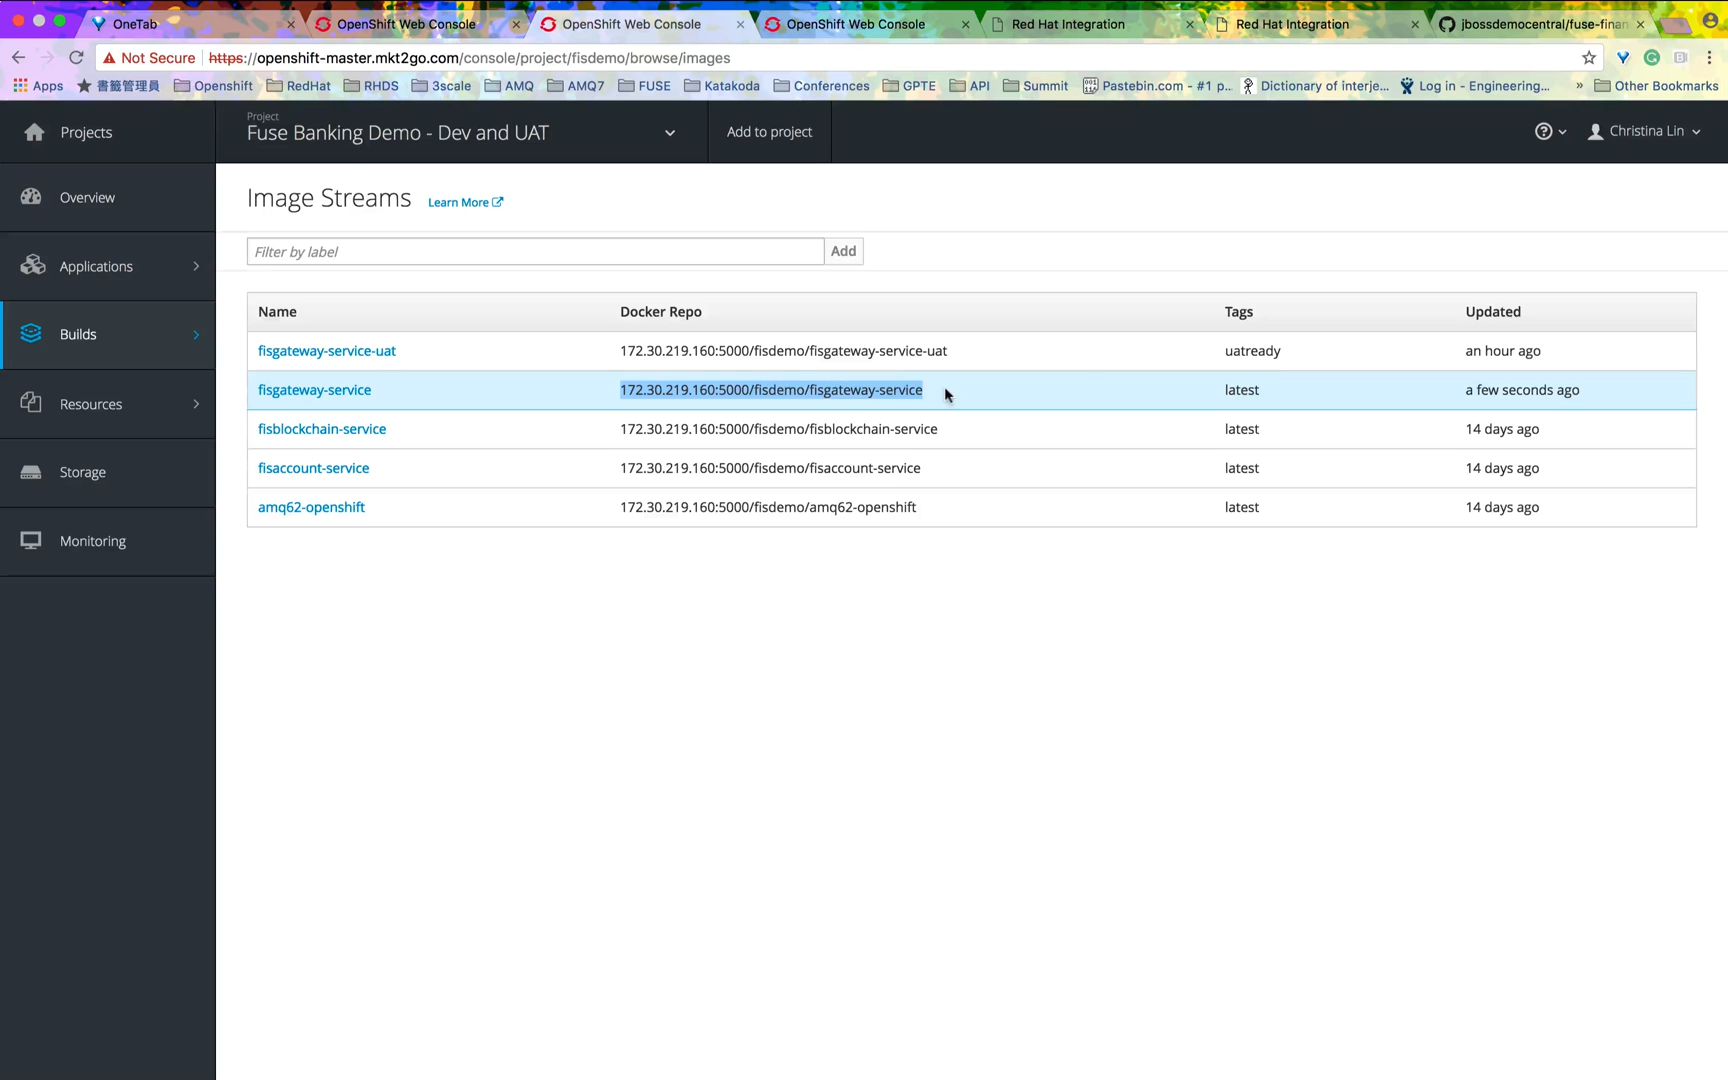 OneTab
OpenShift Web Console
OpenShift Web Console
OpenShift Web Console
Red Hat Integration
Red Hat Integration
jbossdemocentral/fuse-finan
Not Secure
https://openshift-master.mkt2go.com/console/project/fisdemo/browse/images
Apps
書籤管理員
Openshift
RedHat
RHDS
3scale
AMQ
AMQ7
FUSE
Katakoda
Conferences
GPTE
API
Summit
Pastebin.com - #1 p...
Dictionary of interje...
Log in - Engineering...
»
Other Bookmarks
Projects
Project
Fuse Banking Demo - Dev and UAT
Add to project
Christina Lin
Overview
Applications
Builds
Resources
Storage
Monitoring
Image Streams
Learn More
Filter by label
Add
Name Docker Repo Tags Updated
fisgateway-service-uat 172.30.219.160:5000/fisdemo/fisgateway-service-uat uatready an hour ago
fisgateway-service 172.30.219.160:5000/fisdemo/fisgateway-service latest a few seconds ago
fisblockchain-service 172.30.219.160:5000/fisdemo/fisblockchain-service latest 14 days ago
fisaccount-service 172.30.219.160:5000/fisdemo/fisaccount-service latest 14 days ago
amq62-openshift 172.30.219.160:5000/fisdemo/amq62-openshift latest 14 days ago